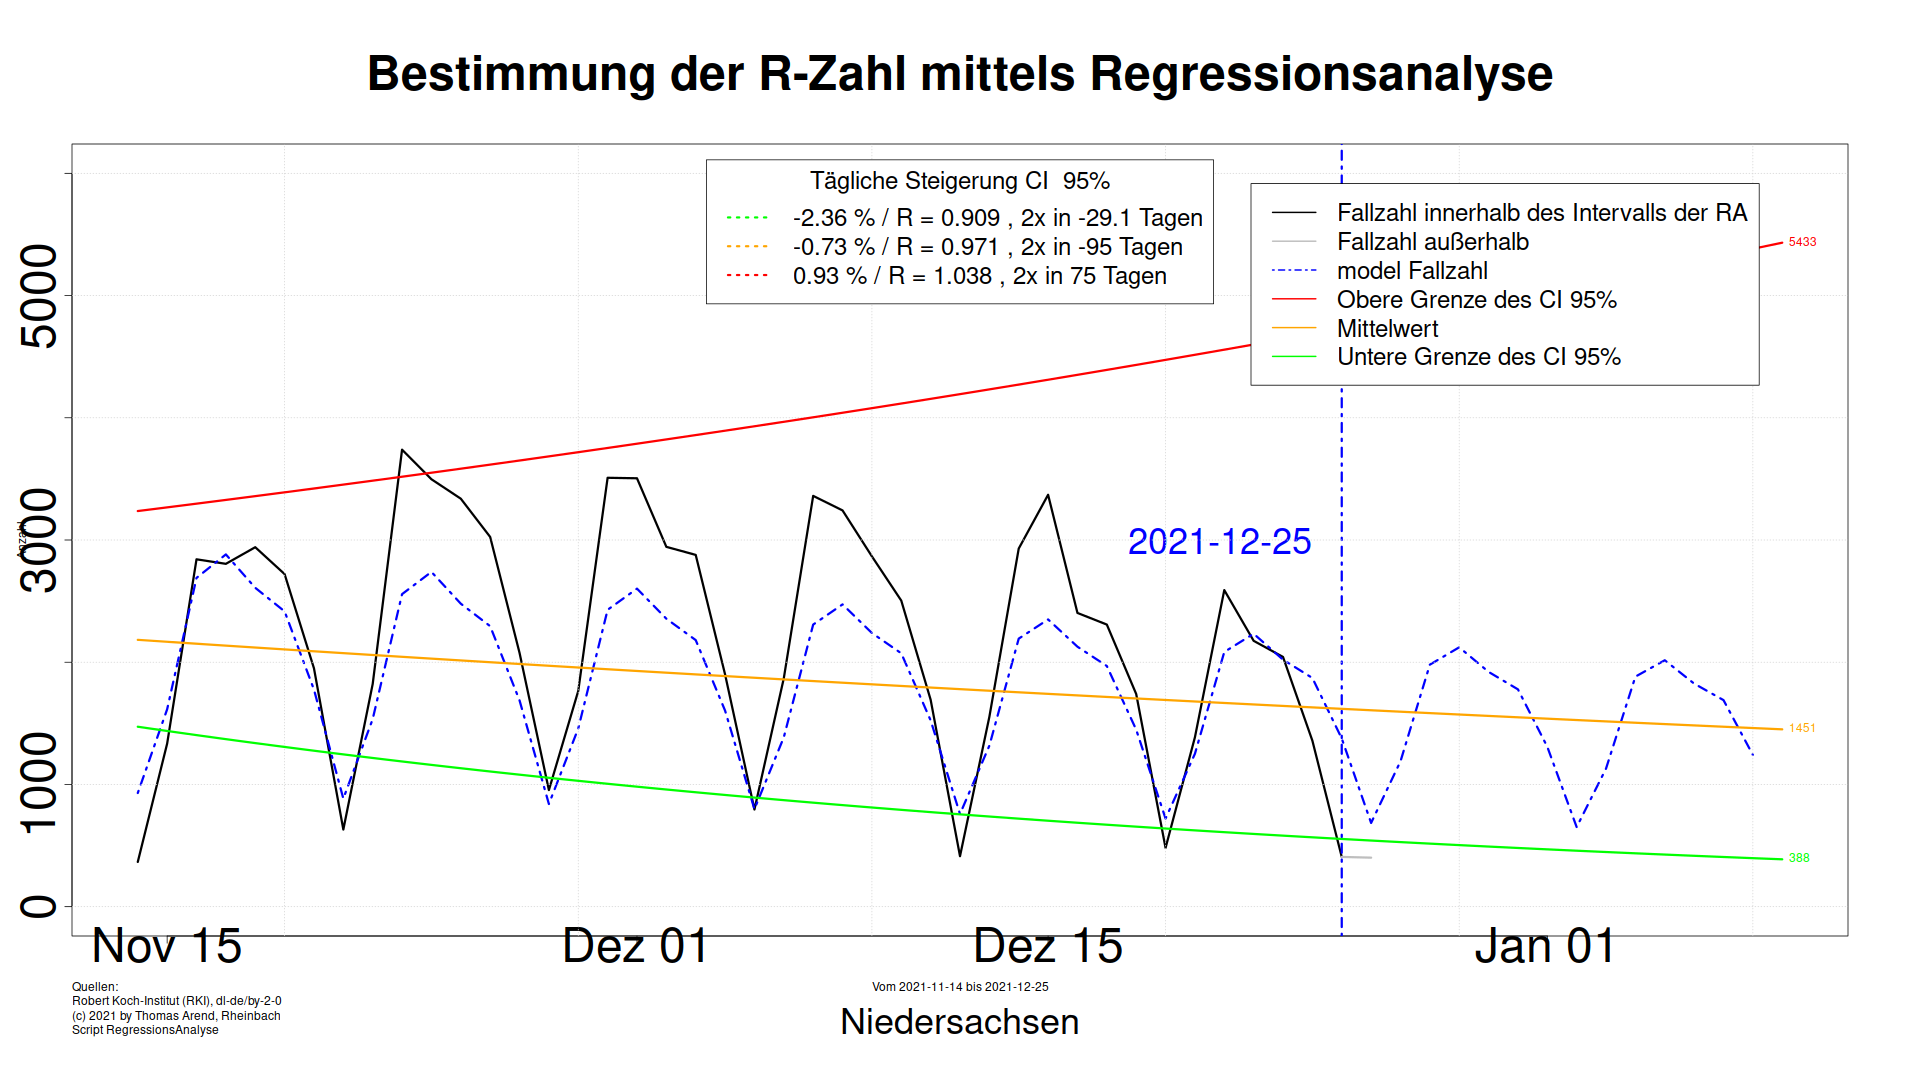 Bestimmung der R-Zahl mittels Regressionsanalyse
Tägliche Steigerung CI 95%
-2.36 % / R = 0.909 , 2x in -29.1 Tagen
-0.73 % / R = 0.971 , 2x in -95 Tagen
0.93 % / R = 1.038 , 2x in 75 Tagen
Fallzahl innerhalb des Intervalls der RA
Fallzahl außerhalb
model Fallzahl
Obere Grenze des CI 95%
Mittelwert
Untere Grenze des CI 95%
5433
5000
3000
1000
0
Anzahl
2021-12-25
1451
388
Nov 15
Dez 01
Dez 15
Jan 01
Quellen:
Robert Koch-Institut (RKI), dl-de/by-2-0
(c) 2021 by Thomas Arend, Rheinbach
Script RegressionsAnalyse
Vom 2021-11-14 bis 2021-12-25
Niedersachsen